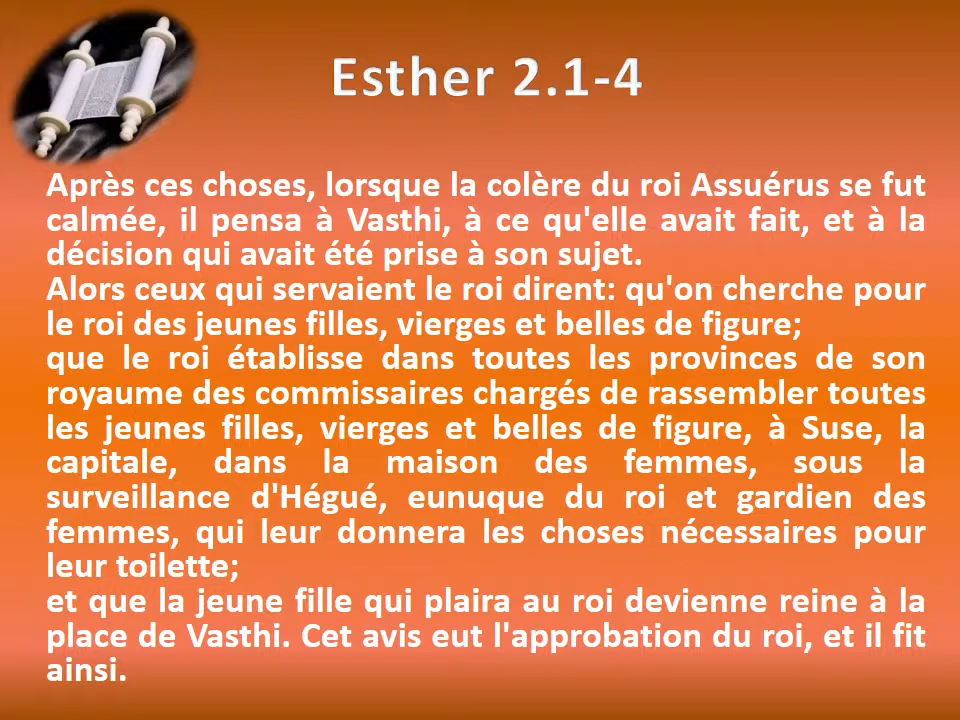 Esther 2.1-4
Après ces choses, lorsque la colère du roi Assuérus se fut
calmée, il pensa à Vasthi, à ce qu'elle avait fait, et à la
décision qui avait été prise à son sujet.
Alors ceux qui servaient le roi dirent: qu'on cherche pour
le roi des jeunes filles, vierges et belles de figure;
que le roi établisse dans toutes les provinces de son
royaume des commissaires chargés de rassembler toutes
les jeunes filles, vierges et belles de figure, à Suse, la
capitale, dans la maison des femmes, sous la
surveillance d'Hégué, eunuque du roi et gardien des
femmes, qui leur donnera les choses nécessaires pour
leur toilette;
et que la jeune fille qui plaira au roi devienne reine à la
place de Vasthi. Cet avis eut l'approbation du roi, et il fit
ainsi.